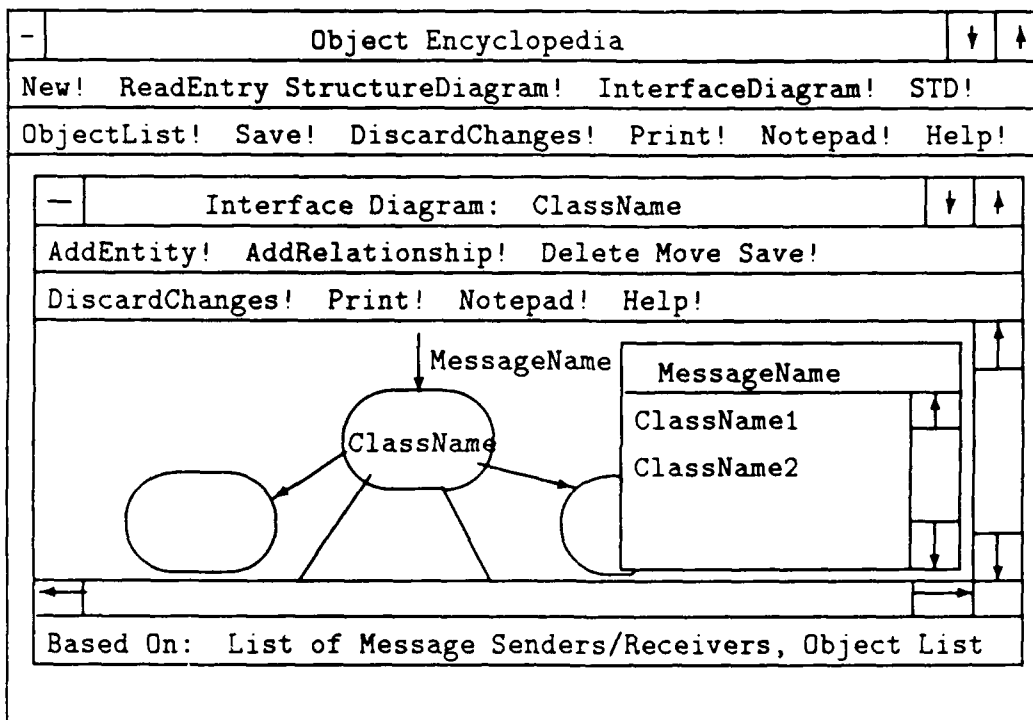 Object Encyclopedia
New! ReadEntry StructureDiagram! InterfaceDiagram! STD!
ObjectList! Save! DiscardChanges! Print! Notepad! Help!
Interface Diagram: ClassName
AddEntity! AddRelationship! Delete Move Save!
DiscardChanges! Print! Notepad! Help!
MessageName
MessageName
ClassName1
ClassName
ClassName2
Based On: List of Message Senders/Receivers, Object List